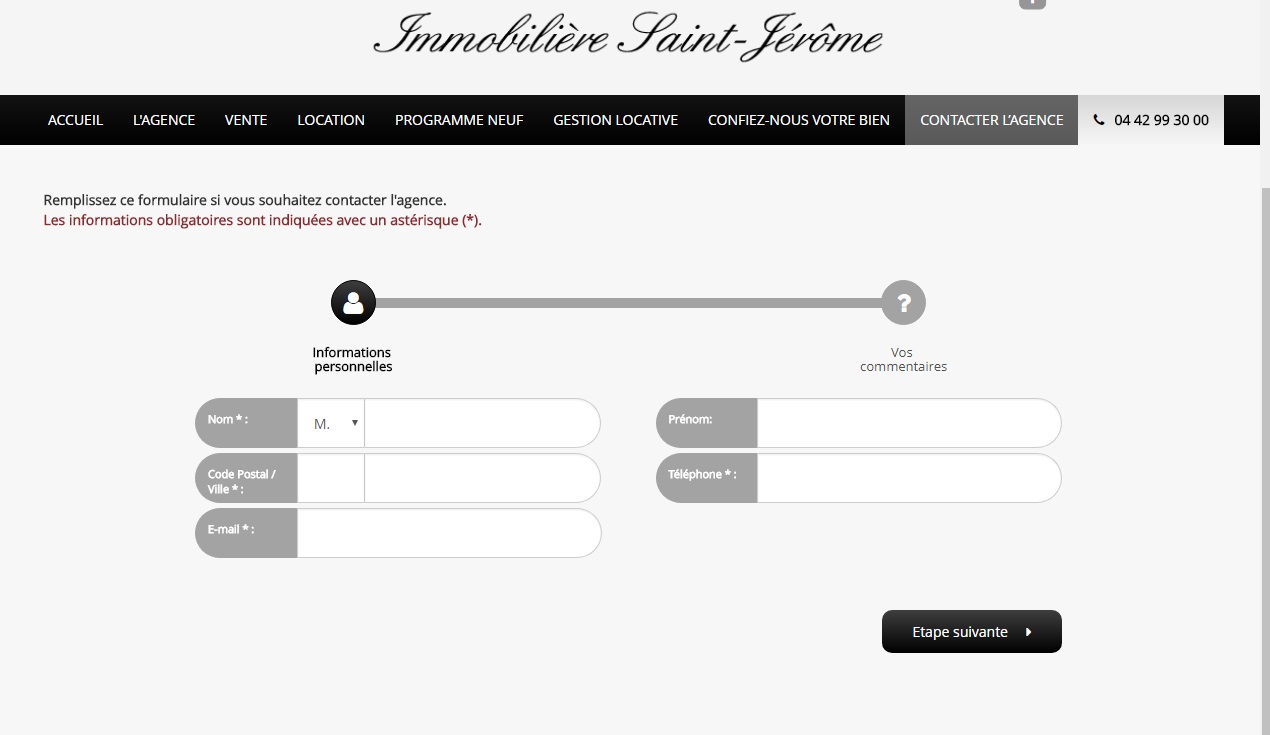 Immobilière Saint-Jérôme
ACCUEIL L'AGENCE VENTE LOCATION PROGRAMME NEUF GESTION LOCATIVE CONFIEZ-NOUS VOTRE BIEN CONTACTER L'AGENCE 04 42 99 30 00
Remplissez ce formulaire si vous souhaitez contacter l'agence.
Les informations obligatoires sont indiquées avec un astérisque (*).
?
Informations
personnelles
Vos
commentaires
Nom * : M.
Prénom:
Code Postal /
Ville * :
Téléphone * :
E-mail * :
Etape suivante